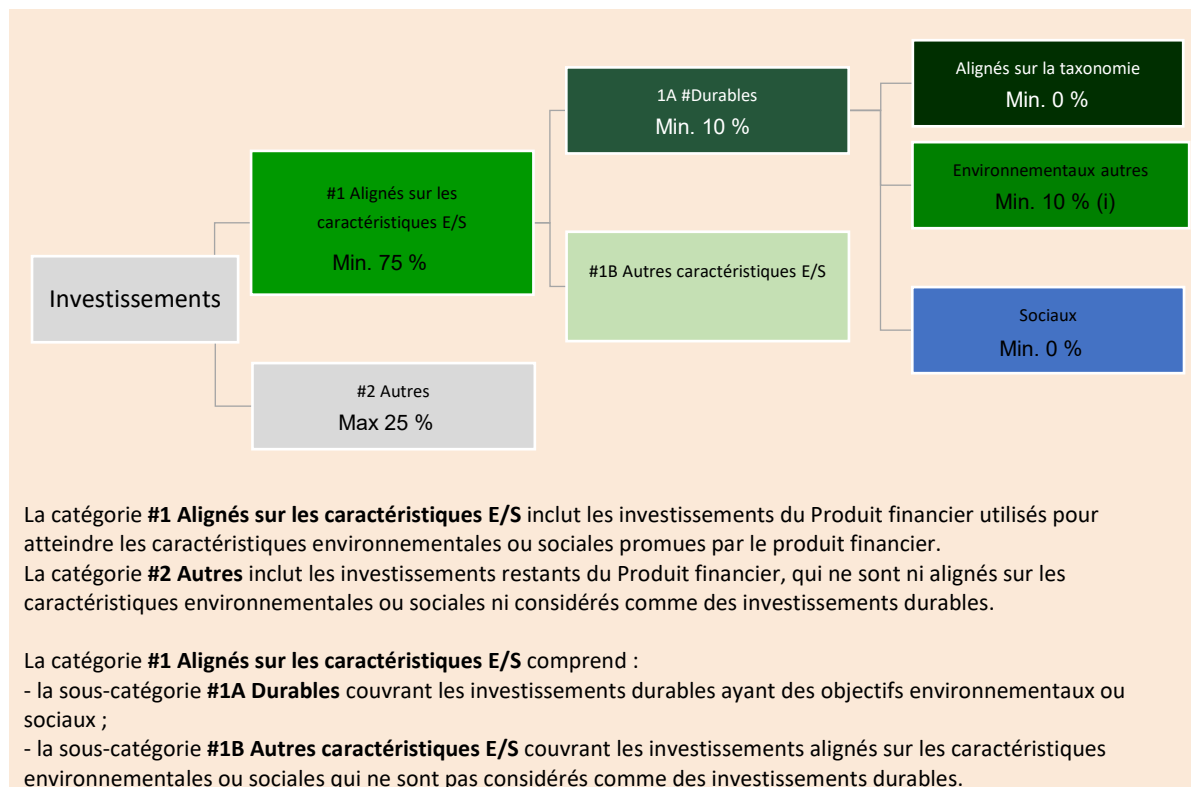 Investissements
#1 Alignés sur les
caractéristiques E/S
Min. 75 %
#2 Autres
Max 25 %
1A #Durables
Min. 10 %
#1B Autres caractéristiques E/S
Alignés sur la taxonomie
Min. 0 %
Environnementaux autres
Min. 10 % (i)
Sociaux
Min. 0 %
La catégorie #1 Alignés sur les caractéristiques E/S inclut les investissements du Produit financier utilisés pour
atteindre les caractéristiques environnementales ou sociales promues par le produit financier.
La catégorie #2 Autres inclut les investissements restants du Produit financier, qui ne sont ni alignés sur les
caractéristiques environnementales ou sociales ni considérés comme des investissements durables.
La catégorie #1 Alignés sur les caractéristiques E/S comprend :
- la sous-catégorie #1A Durables couvrant les investissements durables ayant des objectifs environnementaux ou
sociaux ;
- la sous-catégorie #1B Autres caractéristiques E/S couvrant les investissements alignés sur les caractéristiques
environnementales ou sociales qui ne sont pas considérés comme des investissements durables.